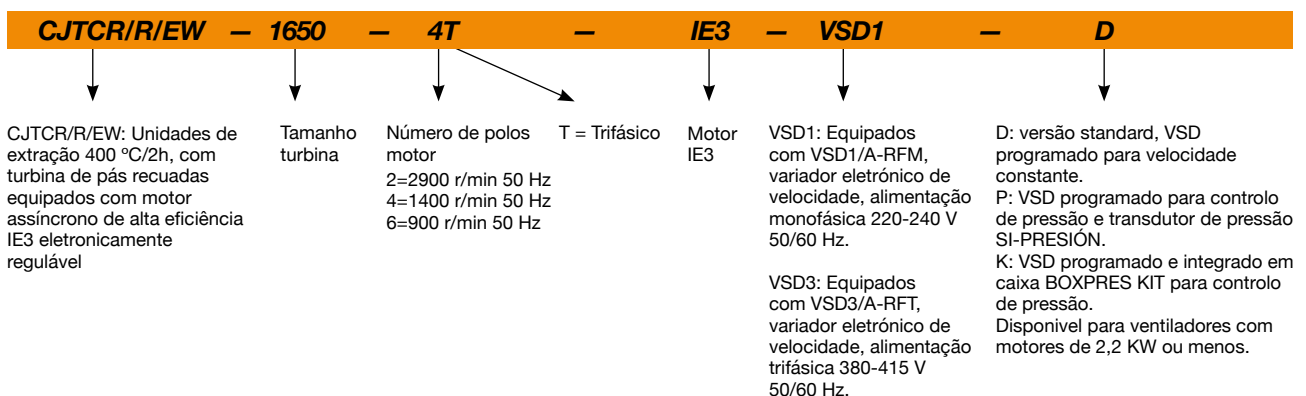 CJTCR/R/EW — 1650 — 4T — IE3 — VSD1 — D
CJTCR/R/EW: Unidades de
extração 400 ºC/2h, com
turbina de pás recuadas
equipados com motor
assíncrono de alta eficiência
IE3 eletronicamente
regulável
Tamanho
turbina
Número de polos
motor
2=2900 r/min 50 Hz
4=1400 r/min 50 Hz
6=900 r/min 50 Hz
T = Trifásico
Motor
IE3
VSD1: Equipados
com VSD1/A-RFM,
variador eletrónico de
velocidade, alimentação
monofásica 220-240 V
50/60 Hz.
VSD3: Equipados
com VSD3/A-RFT,
variador eletrónico de
velocidade, alimentação
trifásica 380-415 V
50/60 Hz.
D: versão standard, VSD
programado para velocidade
constante.
P: VSD programado para controlo
de pressão e transdutor de pressão
SI-PRESIÓN.
K: VSD programado e integrado em
caixa BOXPRES KIT para controlo
de pressão.
Disponivel para ventiladores com
motores de 2,2 KW ou menos.